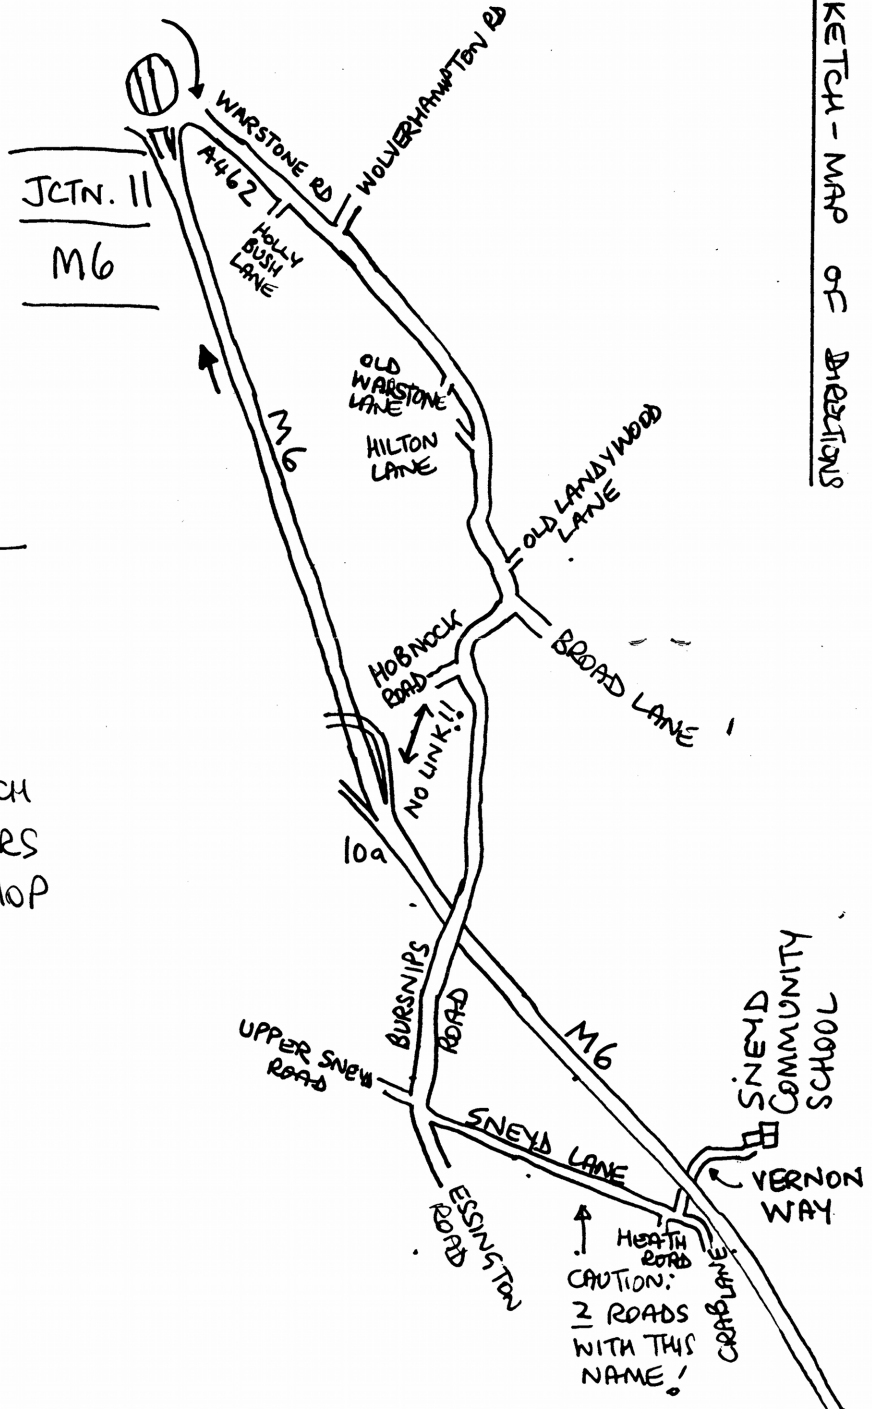 KETCH-MAP OF DIRECTIONS
WOLVERHAMPTON RD
WARSTONE RD
A462
JCTN. 11
M6
HOLLY
BUSH
LANE
OLD
WARSTONE
LANE
HILTON
LANE
M6
OLD LANDYWOOD
LANE
HOBNOCK
ROAD
BROAD LANE
NO LINK!!
CH
RS
HOP
10a
BURSNIPS
ROAD
M6
UPPER SNEYD
ROAD
SNEYD
COMMUNITY
SCHOOL
SNEYD LANE
VERNON
WAY
ESSINGTON
ROAD
HEATH
ROAD
CRAB LANE
CAUTION:
2 ROADS
WITH THIS
NAME!